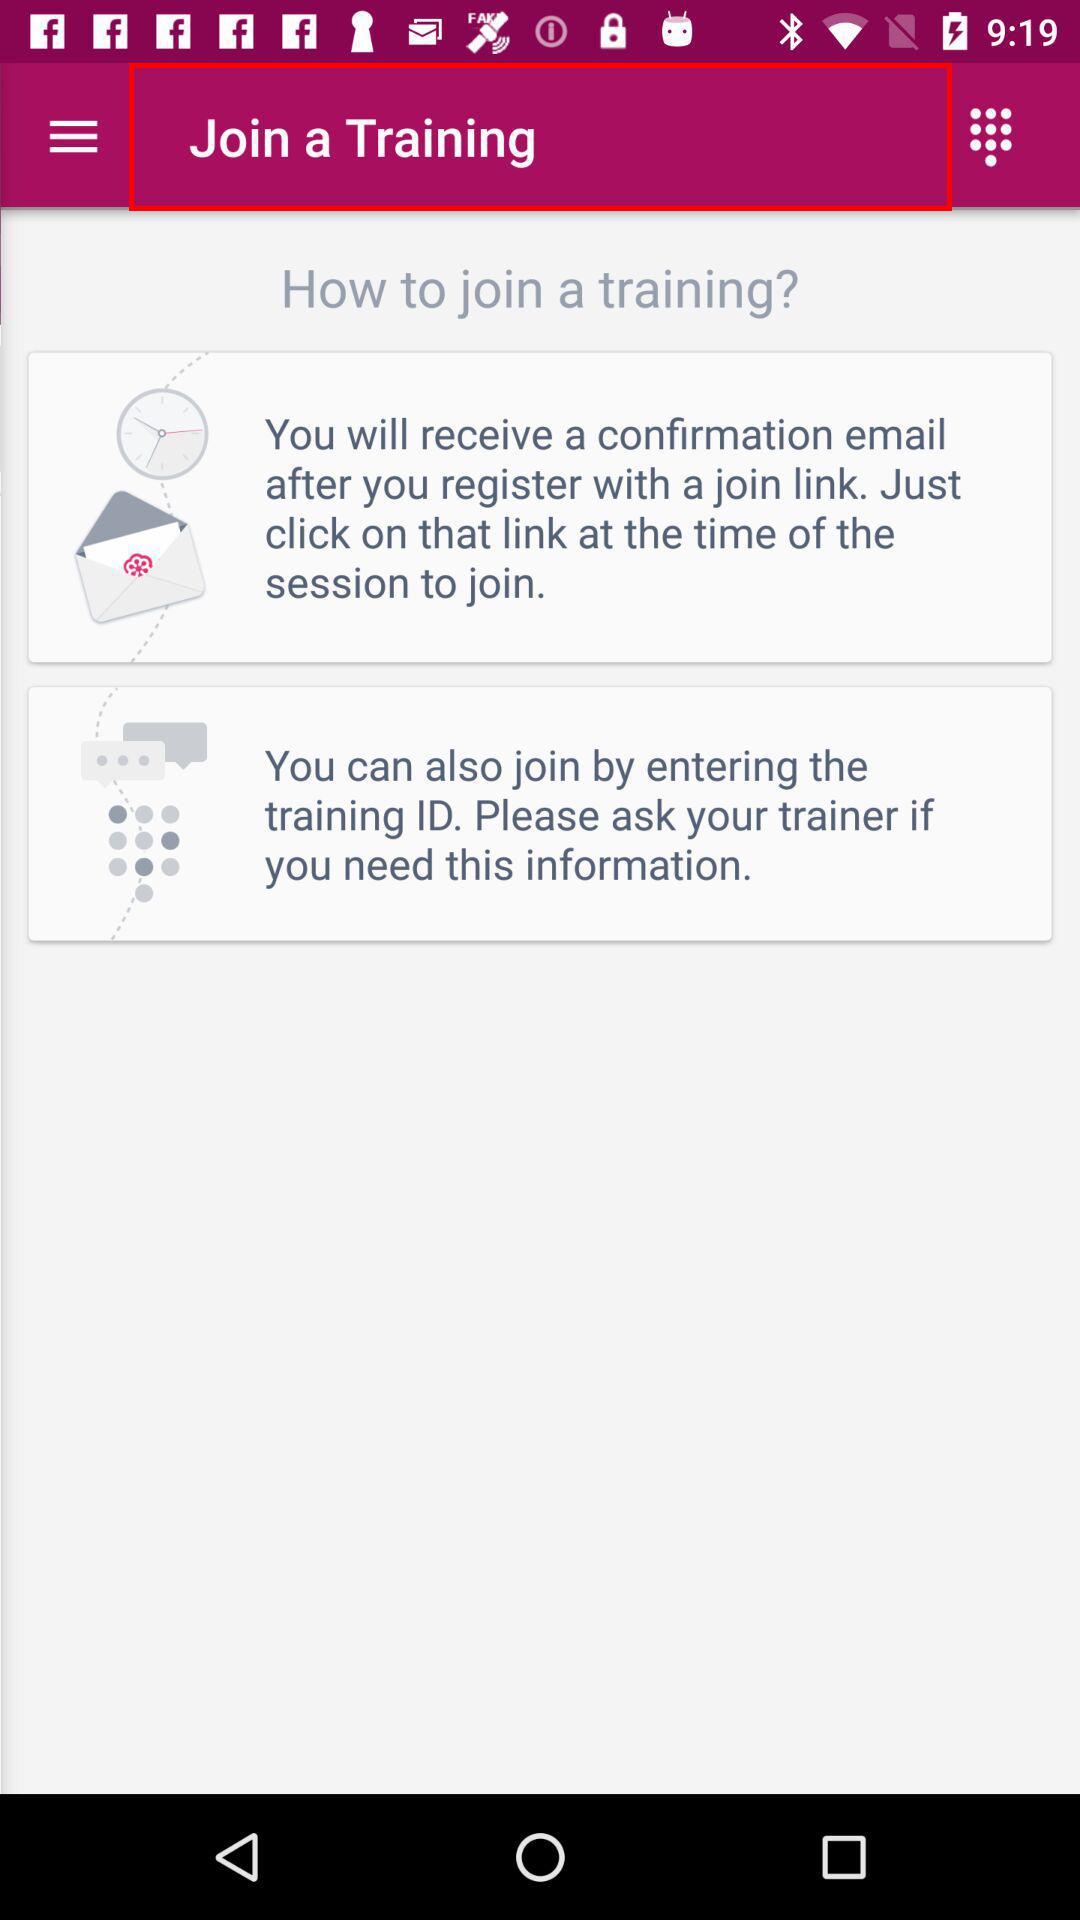 FAKE
9:19
Join a Training
How to join a training?
You will receive a confirmation email
after you register with a join link. Just
click on that link at the time of the
session to join.
You can also join by entering the
training ID. Please ask your trainer if
you need this information.